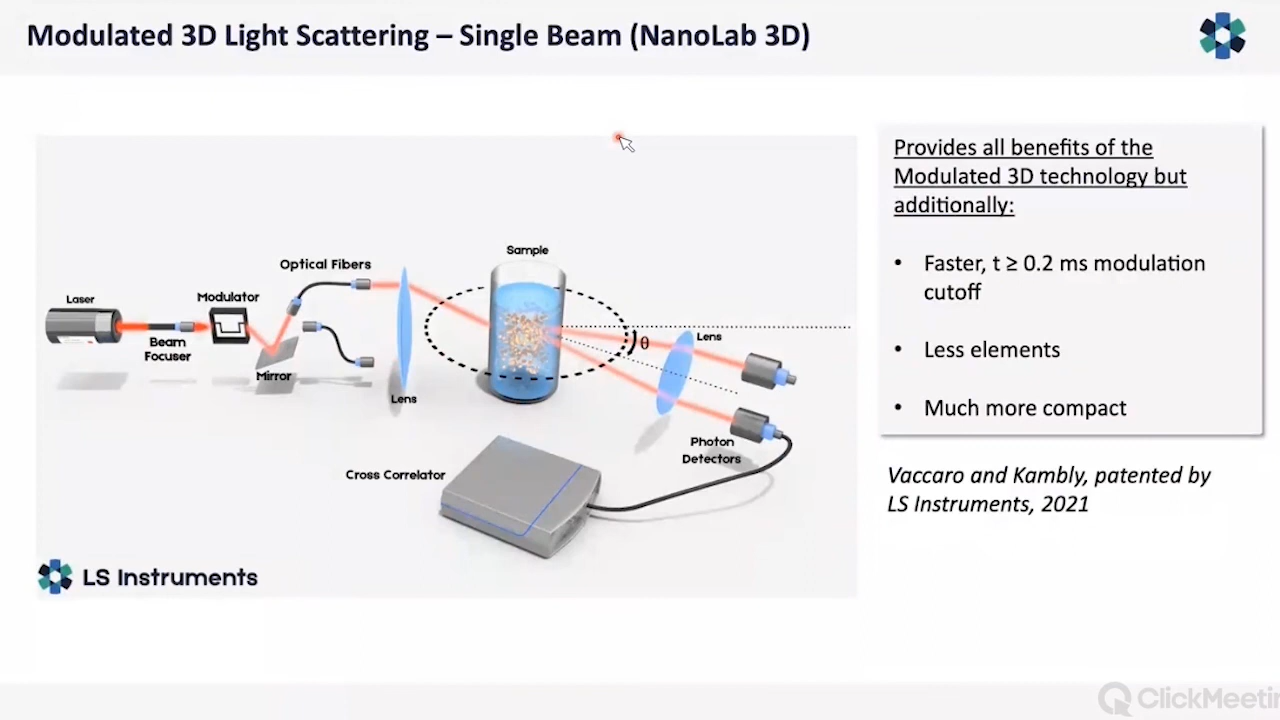 Modulated 3D Light Scattering – Single Beam (NanoLab 3D)
Provides all benefits of the
Modulated 3D technology but
additionally:
• Faster, t ≥ 0.2 ms modulation
cutoff
• Less elements
• Much more compact
Vaccaro and Kambly, patented by
LS Instruments, 2021
Sample
Optical Fibers
Laser
Modulator
Beam
Focuser
Mirror
Lens
θ
Lens
Photon
Detectors
Cross Correlator
LS Instruments
ClickMeetin